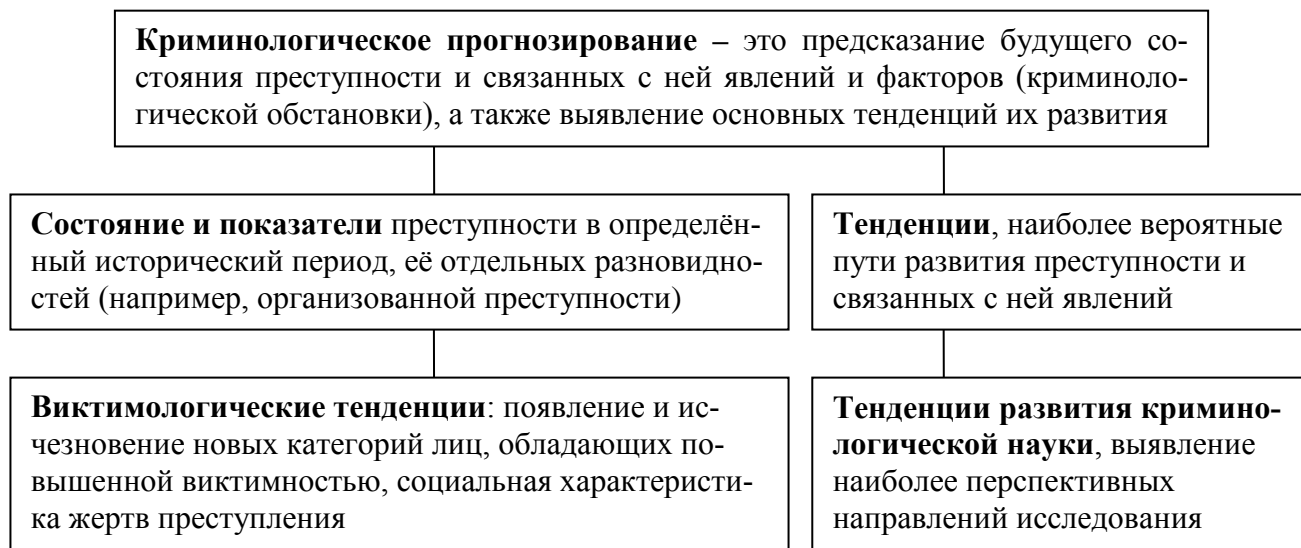 Криминологическое прогнозирование – это предсказание будущего со-
стояния преступности и связанных с ней явлений и факторов (криминоло-
гической обстановки), а также выявление основных тенденций их развития
Состояние и показатели преступности в определён-
ный исторический период, её отдельных разновидно-
стей (например, организованной преступности)
Тенденции, наиболее вероятные
пути развития преступности и
связанных с ней явлений
Виктимологические тенденции: появление и ис-
чезновение новых категорий лиц, обладающих по-
вышенной виктимностью, социальная характеристи-
ка жертв преступления
Тенденции развития кримино-
логической науки, выявление
наиболее перспективных
направлений исследования